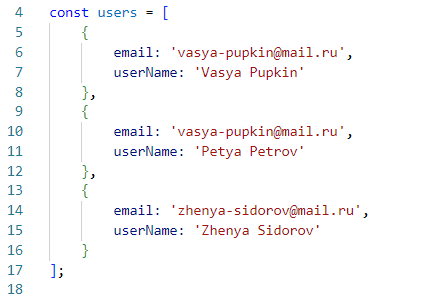 4 const users = [
5 {
6 email: 'vasya-pupkin@mail.ru',
7 userName: 'Vasya Pupkin'
8 },
9 {
10 email: 'vasya-pupkin@mail.ru',
11 userName: 'Petya Petrov'
12 },
13 {
14 email: 'zhenya-sidorov@mail.ru',
15 userName: 'Zhenya Sidorov'
16 }
17 ];
18